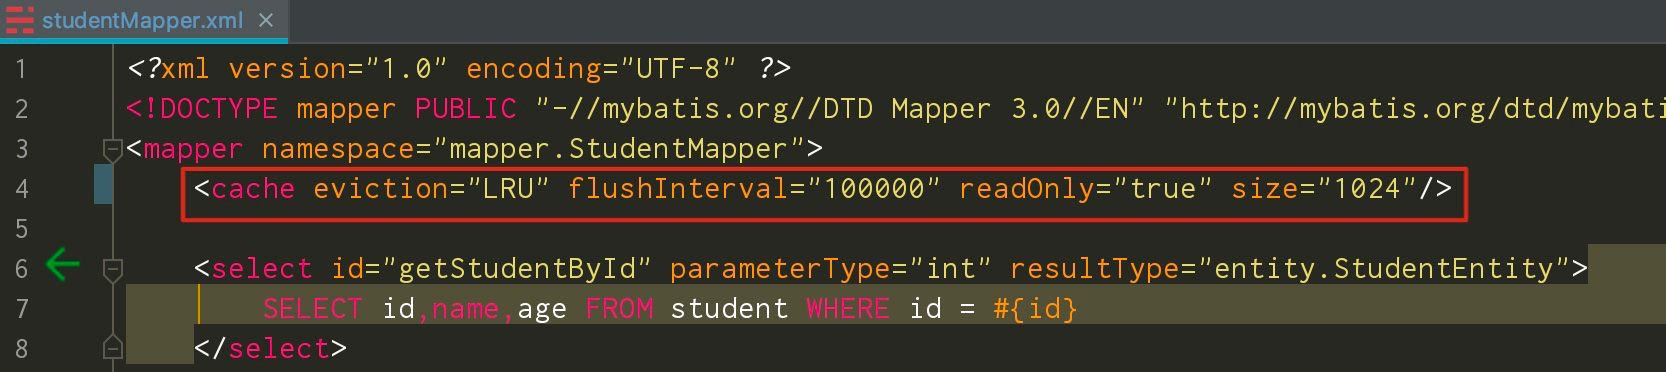 studentMapper.xml ×
1 <?xml version="1.0" encoding="UTF-8" ?>
2 <!DOCTYPE mapper PUBLIC "-//mybatis.org//DTD Mapper 3.0//EN" "http://mybatis.org/dtd/mybati
3 <mapper namespace="mapper.StudentMapper">
4 <cache eviction="LRU" flushInterval="100000" readOnly="true" size="1024"/>
5
6 <select id="getStudentById" parameterType="int" resultType="entity.StudentEntity">
7 SELECT id,name,age FROM student WHERE id = #{id}
8 </select>